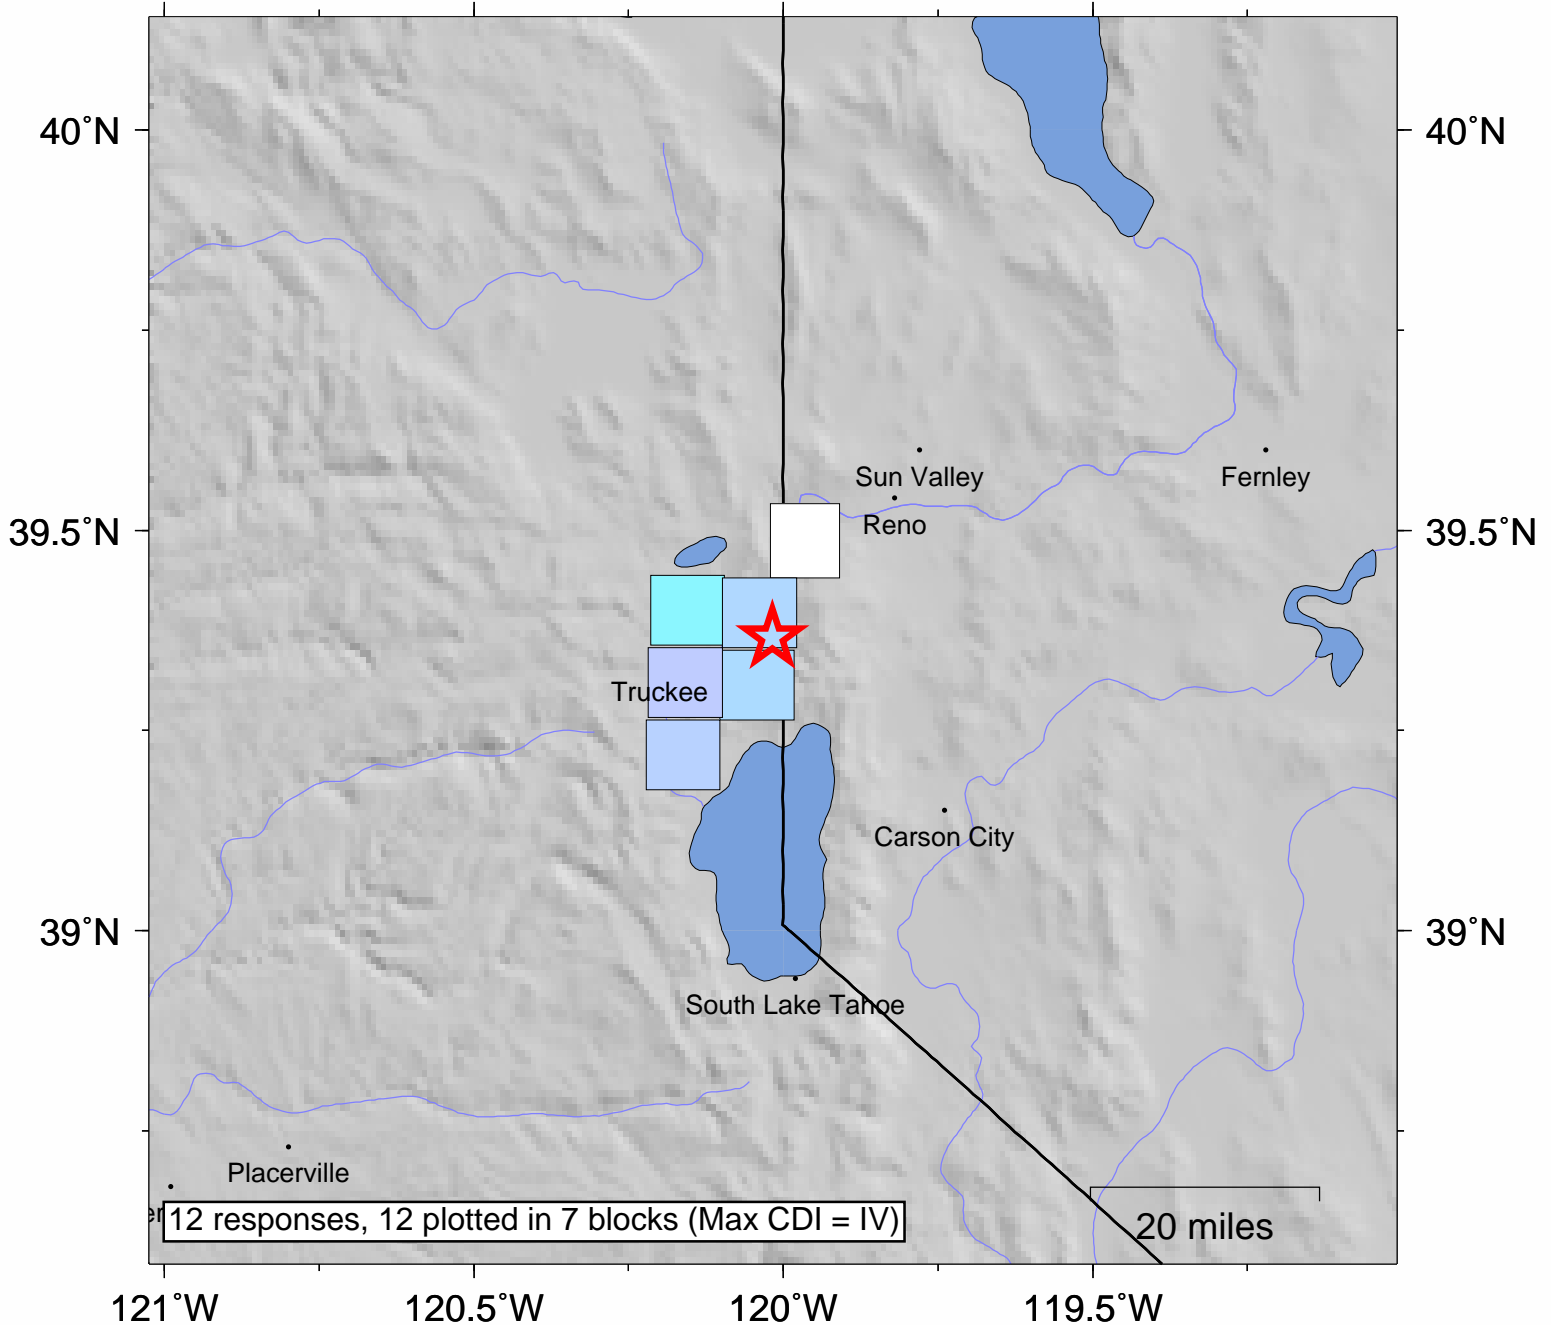 40°N
40°N
Sun Valley
Fernley
39.5°N
Reno
39.5°N
Truckee
Carson City
39°N
39°N
South Lake Tahoe
Placerville
12 responses, 12 plotted in 7 blocks (Max CDI = IV)
20 miles
121°W
120.5°W
120°W
119.5°W